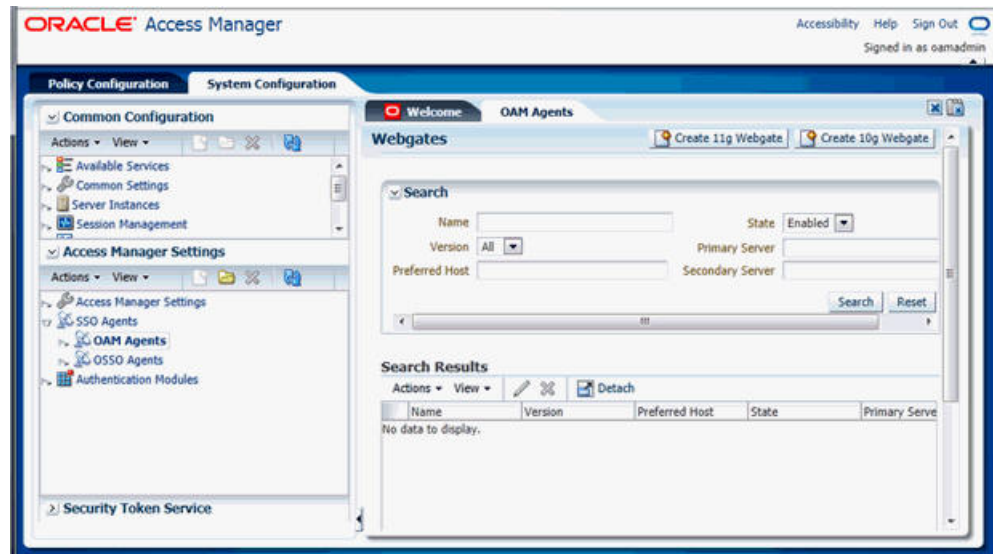 ORACLE Access Manager
Accessibility Help Sign Out
Signed in as oamadmin
Policy Configuration System Configuration
Common Configuration
Actions View
Available Services
Common Settings
Server Instances
Session Management
Access Manager Settings
Actions View
Access Manager Settings
SSO Agents
OAM Agents
OSSO Agents
Authentication Modules
Security Token Service
Welcome OAM Agents
Webgates Create 11g Webgate Create 10g Webgate
Search
Name State Enabled
Version All Primary Server
Preferred Host Secondary Server
Search Reset
Search Results
Actions View Detach
Name Version Preferred Host State Primary Serve
No data to display.